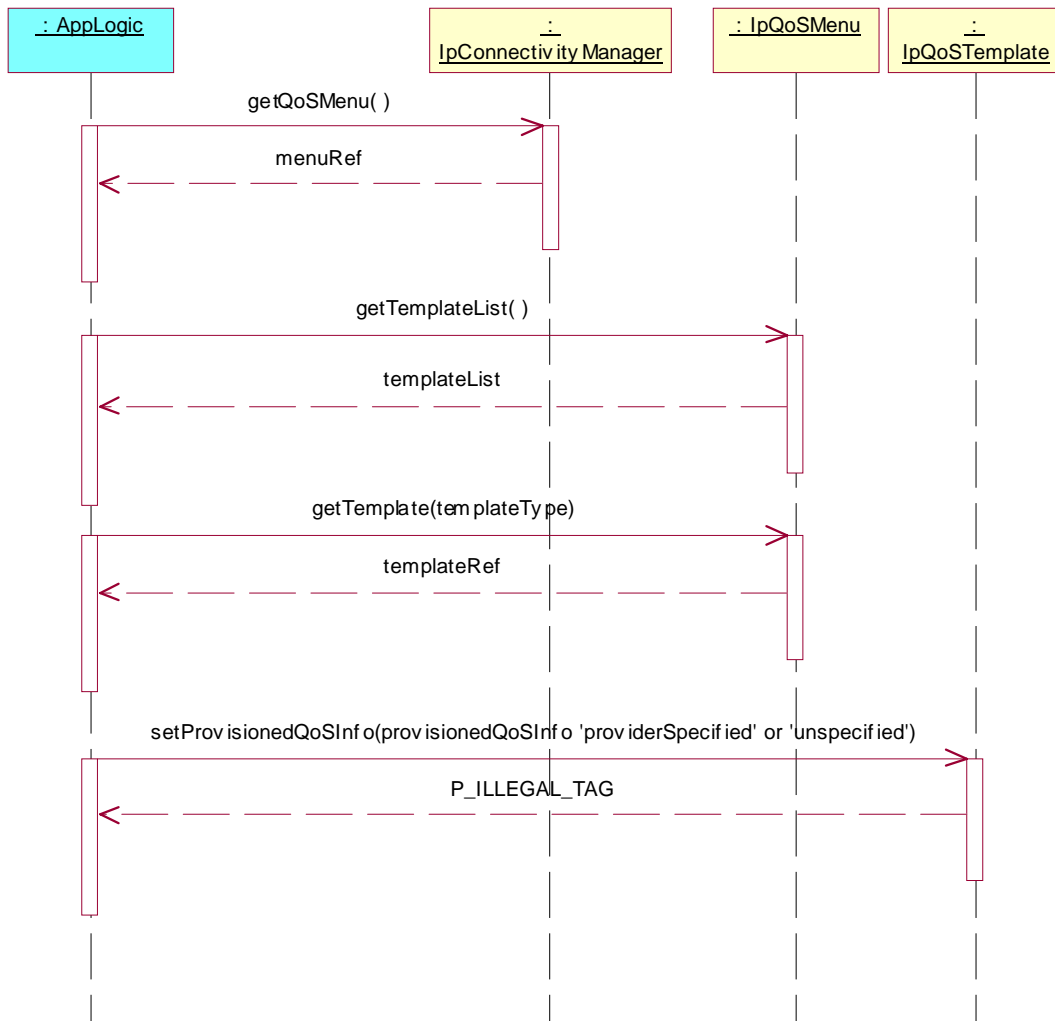 : AppLogic
:
IpConnectivity Manager
: IpQoSMenu
:
IpQoSTemplate
getQoSMenu( )
menuRef
getTemplateList( )
templateList
getTemplate(templateType)
templateRef
setProvisionedQoSInfo(provisionedQoSInfo 'providerSpecified' or 'unspecified')
P_ILLEGAL_TAG